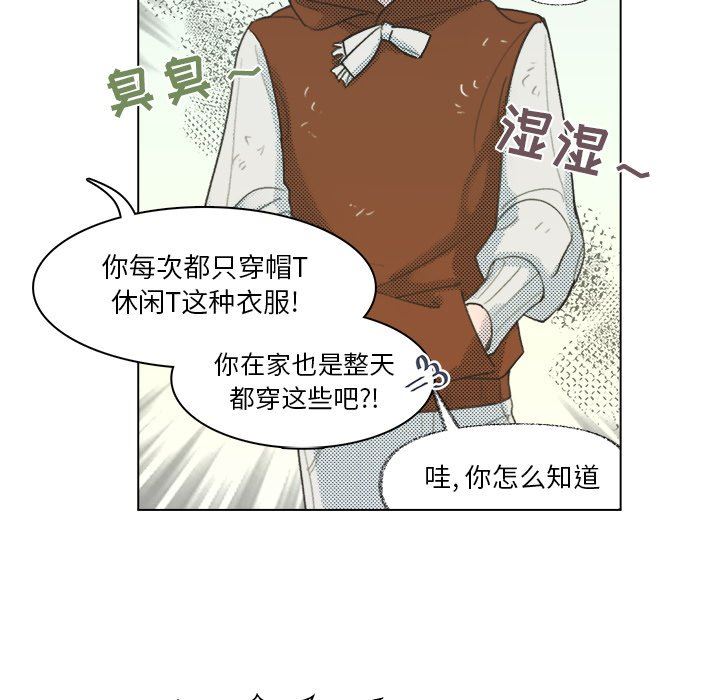 臭臭~
湿湿~
你每次都只穿帽T
休闲T这种衣服!
你在家也是整天
都穿这些吧?!
哇, 你怎么知道